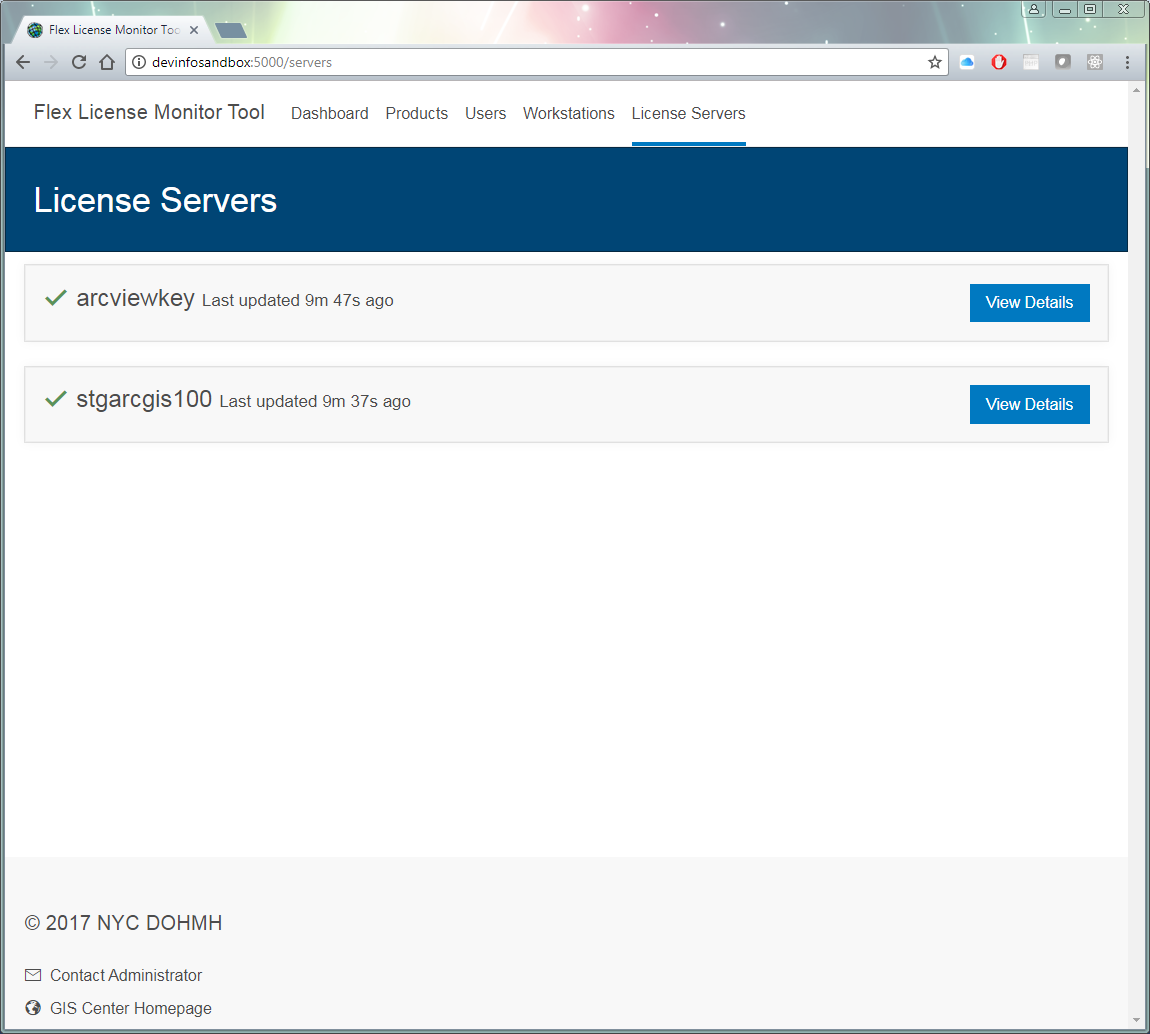 Flex License Monitor Too
devinfosandbox:5000/servers
Flex License Monitor Tool Dashboard Products Users Workstations License Servers
License Servers
arcviewkey Last updated 9m 47s ago View Details
stgarcgis100 Last updated 9m 37s ago View Details
© 2017 NYC DOHMH
Contact Administrator
GIS Center Homepage